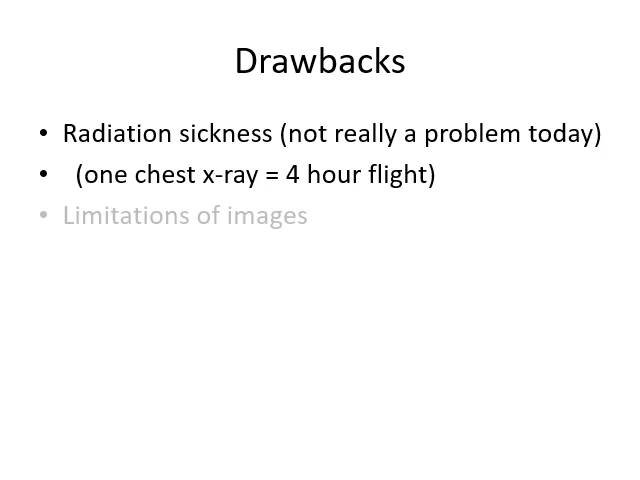 Drawbacks
• Radiation sickness (not really a problem today)
• (one chest x-ray = 4 hour flight)
• Limitations of images